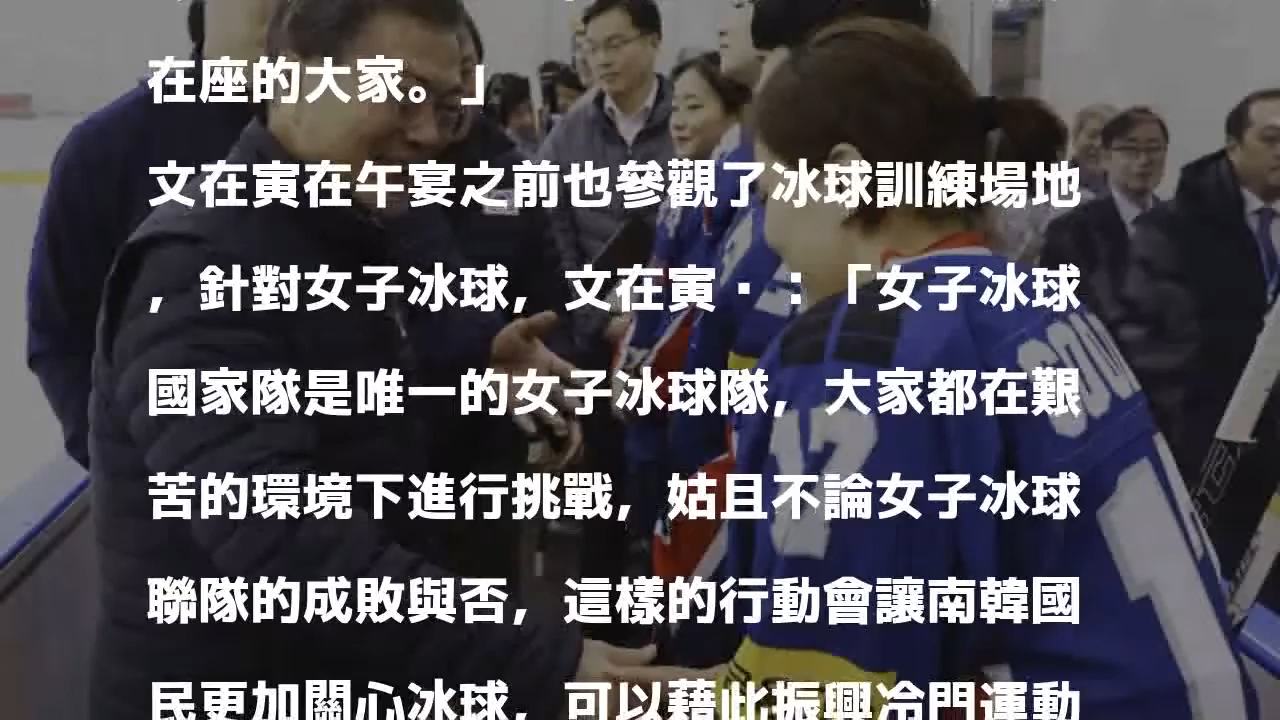 在座的大家。」
文在寅在午宴之前也參觀了冰球訓練場地
，針對女子冰球，文在寅·：「女子冰球
國家隊是唯一的女子冰球隊，大家都在艱
苦的環境下進行挑戰，姑且不論女子冰球
聯隊的成敗與否，這樣的行動會讓南韓國
民更加關心冰球，可以藉此振興冷門運動
17